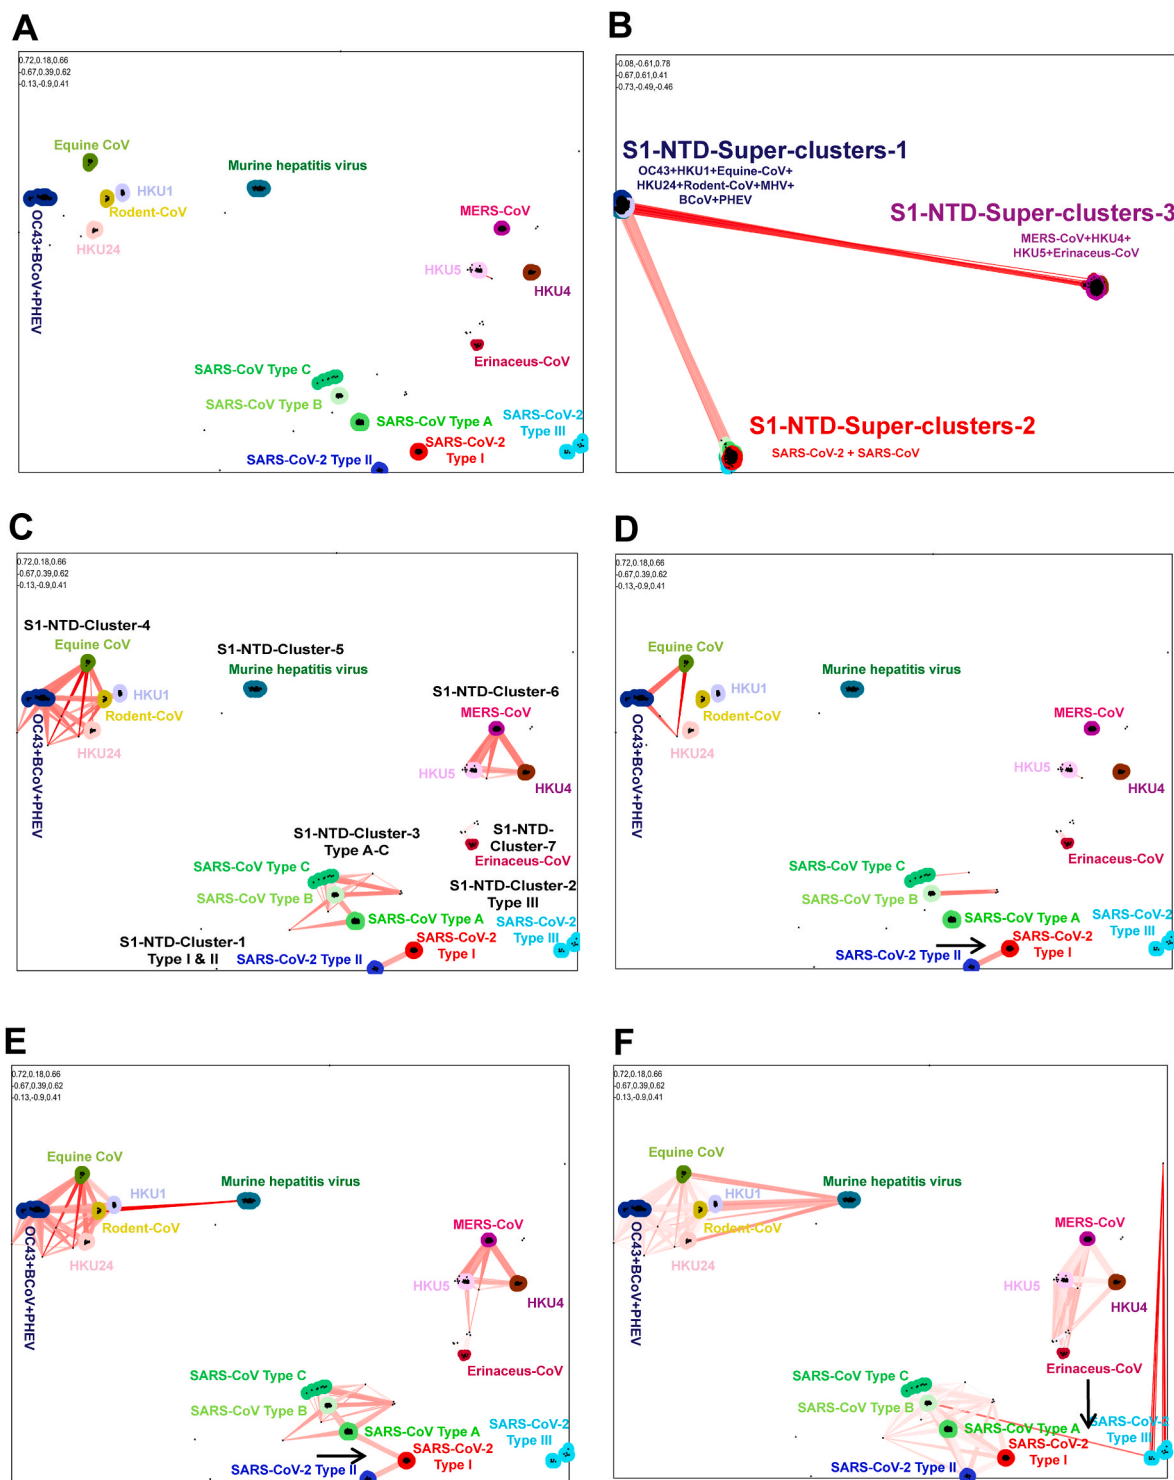 A
0.72,0.18,0.66
-0.67,0.39,0.62
-0.13,-0.9,0.41
Equine CoV
Murine hepatitis virus
HKU1
Rodent-CoV
OC43+BCoV+PHEV
HKU24
MERS-CoV
HKU5
HKU4
Erinaceus-CoV
SARS-CoV Type C
SARS-CoV Type B
SARS-CoV Type A
SARS-CoV-2
Type III
SARS-CoV-2
Type I
SARS-CoV-2 Type II
B
-0.08,-0.61,0.78
-0.67,0.61,0.41
-0.73,-0.49,-0.46
S1-NTD-Super-clusters-1
OC43+HKU1+Equine-CoV+
HKU24+Rodent-CoV+MHV+
BCoV+PHEV
S1-NTD-Super-clusters-3
MERS-CoV+HKU4+
HKU5+Erinaceus-CoV
S1-NTD-Super-clusters-2
SARS-CoV-2 + SARS-CoV
C
0.72,0.18,0.66
-0.67,0.39,0.62
-0.13,-0.9,0.41
S1-NTD-Cluster-4
Equine CoV
S1-NTD-Cluster-5
Murine hepatitis virus
HKU1
Rodent-CoV
OC43+BCoV+PHEV
HKU24
S1-NTD-Cluster-6
MERS-CoV
HKU5
HKU4
S1-NTD-Cluster-3
Type A-C
S1-NTD-
Cluster-7
Erinaceus-CoV
SARS-CoV Type C
SARS-CoV Type B
S1-NTD-Cluster-2
Type III
SARS-CoV Type A
SARS-CoV-2
Type III
S1-NTD-Cluster-1
Type I & II
SARS-CoV-2
Type I
SARS-CoV-2 Type II
D
0.72,0.18,0.66
-0.67,0.39,0.62
-0.13,-0.9,0.41
Equine CoV
Murine hepatitis virus
HKU1
Rodent-CoV
OC43+BCoV+PHEV
HKU24
MERS-CoV
HKU5
HKU4
Erinaceus-CoV
SARS-CoV Type C
SARS-CoV Type B
SARS-CoV Type A
SARS-CoV-2
Type III
SARS-CoV-2
Type I
SARS-CoV-2 Type II
E
0.72,0.18,0.66
-0.67,0.39,0.62
-0.13,-0.9,0.41
Equine CoV
Murine hepatitis virus
HKU1
Rodent-CoV
OC43+BCoV+PHEV
HKU24
MERS-CoV
HKU5
HKU4
Erinaceus-CoV
SARS-CoV Type C
SARS-CoV Type B
SARS-CoV Type A
SARS-CoV-2
Type III
SARS-CoV-2
Type I
SARS-CoV-2 Type II
F
0.72,0.18,0.66
-0.67,0.39,0.62
-0.13,-0.9,0.41
Equine CoV
Murine hepatitis virus
HKU1
Rodent-CoV
OC43+BCoV+PHEV
HKU24
MERS-CoV
HKU5
HKU4
Erinaceus-CoV
SARS-CoV Type C
SARS-CoV Type B
SARS-CoV Type A
SARS-CoV-2
Type III
SARS-CoV-2
Type I
SARS-CoV-2 Type II